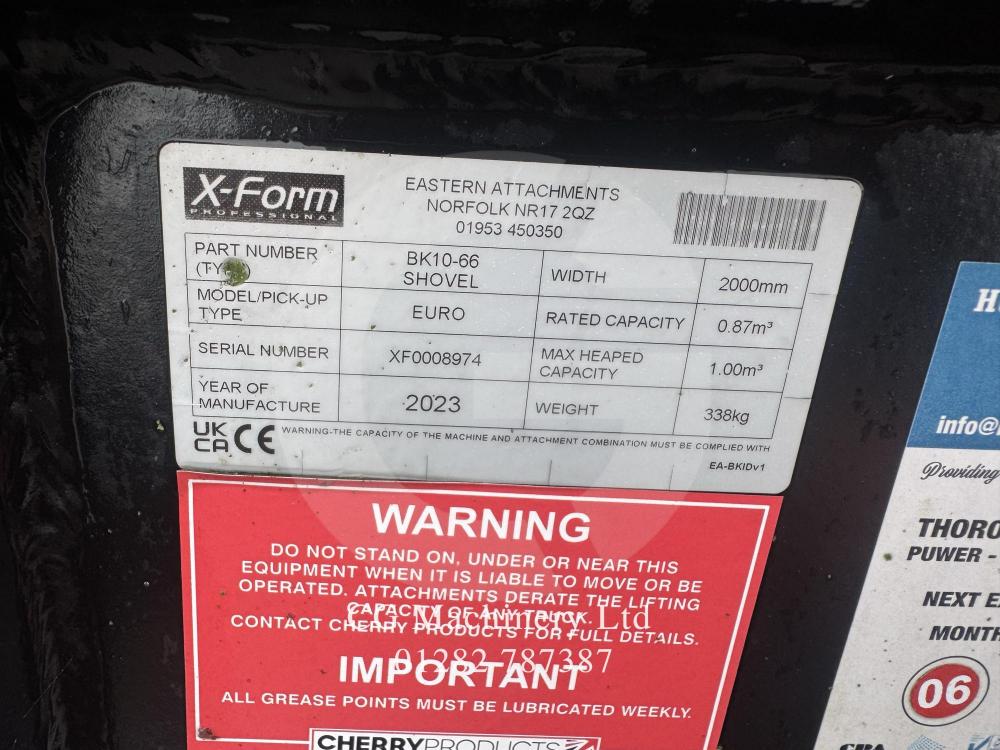 X-Form
PROFESSIONAL
EASTERN ATTACHMENTS
NORFOLK NR17 2QZ
01953 450350
PART NUMBER
BK10-66
SHOVEL
WIDTH
2000mm
MODEL/PICK-UP
TYPE
EURO
RATED CAPACITY
0.87m³
SERIAL NUMBER
XF0008974
MAX HEAPED
CAPACITY
1.00m³
YEAR OF
MANUFACTURE
2023
WEIGHT
338kg
UK
CA CE
WARNING-THE CAPACITY OF THE MACHINE AND ATTACHMENT COMBINATION MUST BE COMPLIED WITH
EA-BKIDv1
WARNING
DO NOT STAND ON, UNDER OR NEAR THIS
EQUIPMENT WHEN IT IS LIABLE TO MOVE OR BE
OPERATED. ATTACHMENTS DERATE THE LIFTING
CAPACITY OF ANY TRUCK.
CONTACT CHERRY PRODUCTS FOR FULL DETAILS.
Machinery Ltd
01282 787387
IMPORTANT
ALL GREASE POINTS MUST BE LUBRICATED WEEKLY.
CHERRYPRODUCTS
info@
Providing
PUWER -
NEXT
06